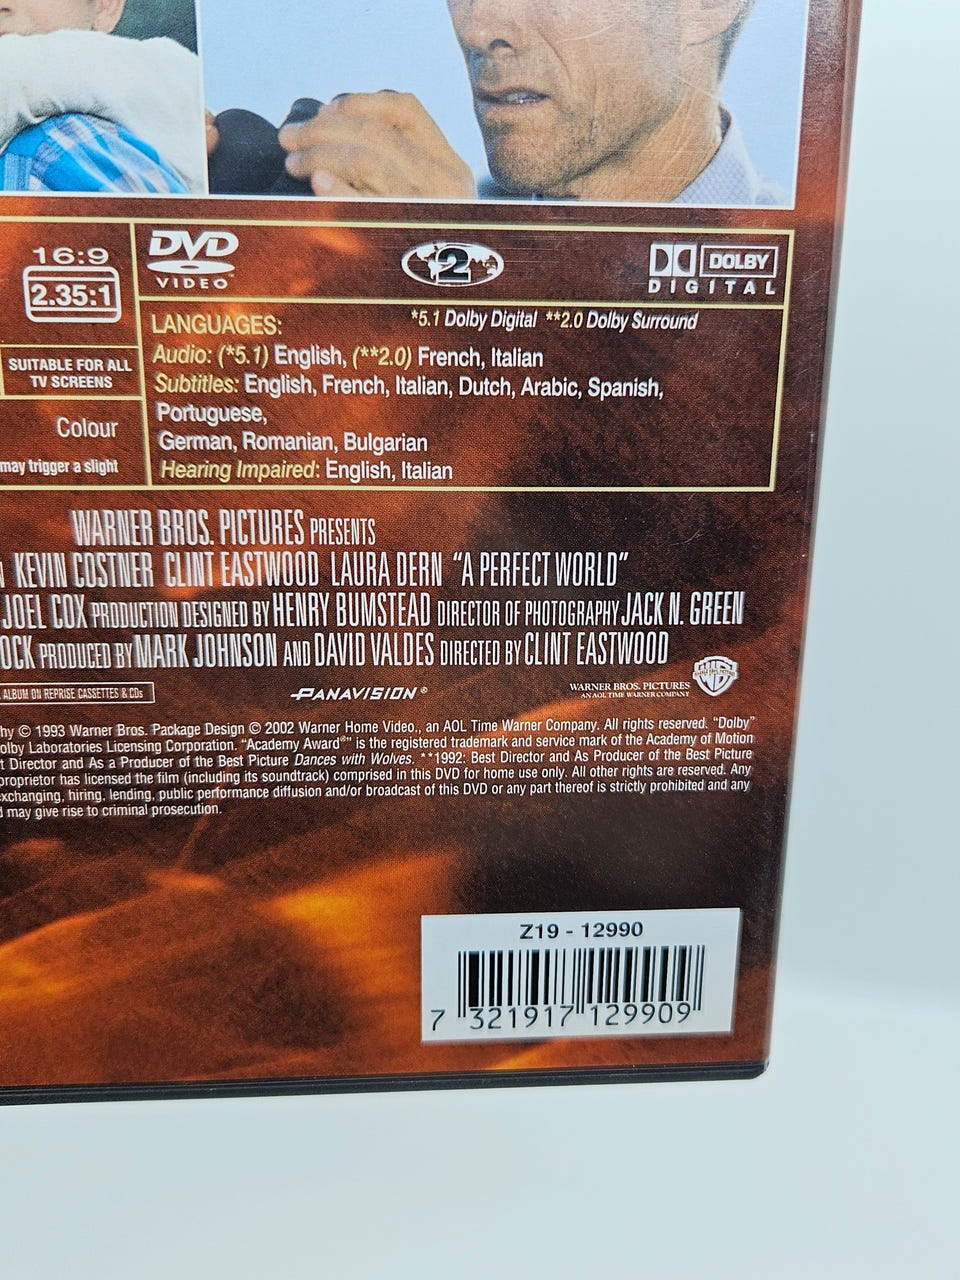 16:9
2.35:1
SUITABLE FOR ALL
TV SCREENS
Colour
may trigger a slight
DVD
VIDEO
2
DOLBY
DIGITAL
LANGUAGES:
*5.1 Dolby Digital **2.0 Dolby Surround
Audio: (*5.1) English, (**2.0) French, Italian
Subtitles: English, French, Italian, Dutch, Arabic, Spanish,
Portuguese,
German, Romanian, Bulgarian
Hearing Impaired: English, Italian
WARNER BROS. PICTURES PRESENTS
KEVIN COSTNER CLINT EASTWOOD LAURA DERN "A PERFECT WORLD"
JOEL COX PRODUCTION DESIGNED BY HENRY BUMSTEAD DIRECTOR OF PHOTOGRAPHY JACK N. GREEN
OCK PRODUCED BY MARK JOHNSON AND DAVID VALDES DIRECTED BY CLINT EASTWOOD
ALBUM ON REPRISE CASSETTES & CDs
PANAVISION®
WARNER BROS. PICTURES
AN AOL TIME WARNER COMPANY
hy © 1993 Warner Bros. Package Design © 2002 Warner Home Video., an AOL Time Warner Company. All rights reserved. "Dolby"
olby Laboratories Licensing Corporation. "Academy Award®" is the registered trademark and service mark of the Academy of Motion
t Director and As a Producer of the Best Picture Dances with Wolves. **1992: Best Director and As Producer of the Best Picture
proprietor has licensed the film (including its soundtrack) comprised in this DVD for home use only. All other rights are reserved. Any
exchanging, hiring, lending, public performance diffusion and/or broadcast of this DVD or any part thereof is strictly prohibited and any
d may give rise to criminal prosecution.
Z19 - 12990
7 321917 129909